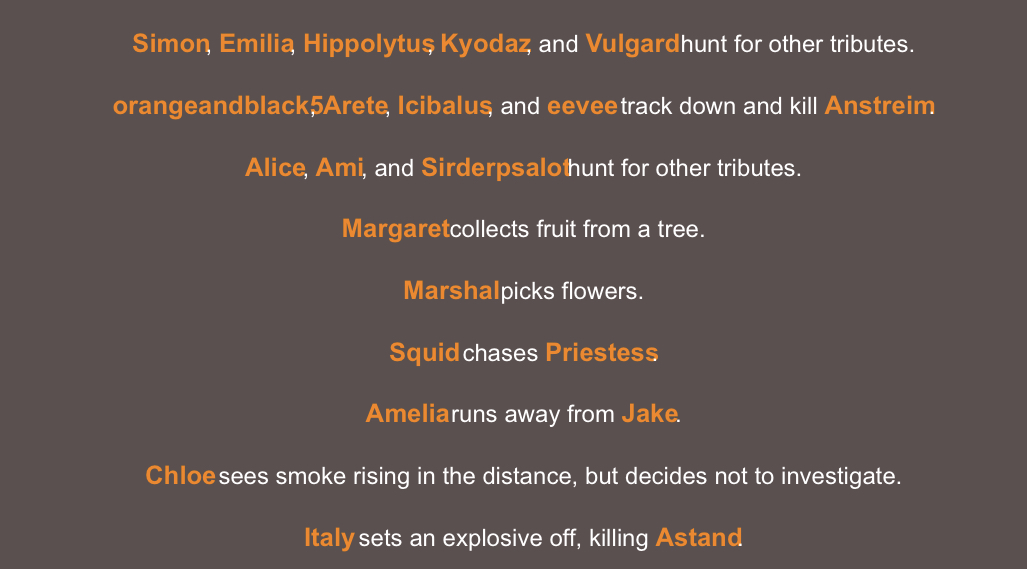 Simon, Emilia, Hippolytus, Kyodaz, and Vulgard hunt for other tributes.
orangeandblack5, Arete, Icibalus, and eevee track down and kill Anstreim.
Alice, Ami, and Sirderpsalot hunt for other tributes.
Margaret collects fruit from a tree.
Marshal picks flowers.
Squid chases Priestess.
Amelia runs away from Jake.
Chloe sees smoke rising in the distance, but decides not to investigate.
Italy sets an explosive off, killing Astand.